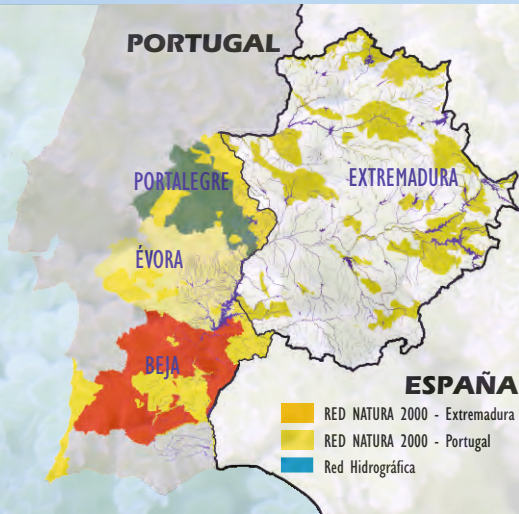 PORTUGAL
PORTALEGRE
EXTREMADURA
ÉVORA
BEJA
ESPAÑA
RED NATURA 2000 - Extremadura
RED NATURA 2000 - Portugal
Red Hidrográfica